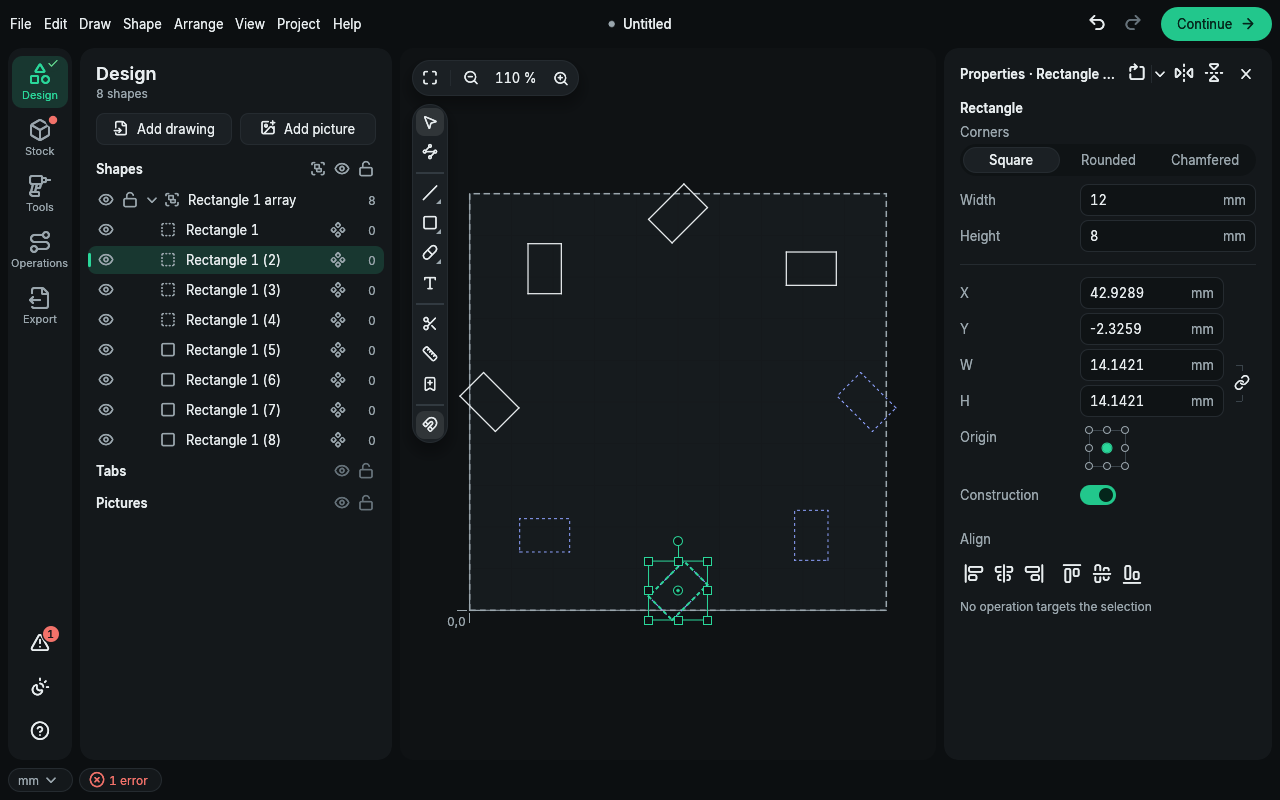 File Edit Draw Shape Arrange View Project Help
Untitled
Continue
Design
Stock
Tools
Operations
Export
1
Design
8 shapes
Add drawing
Add picture
Shapes
Rectangle 1 array 8
Rectangle 1 0
Rectangle 1 (2) 0
Rectangle 1 (3) 0
Rectangle 1 (4) 0
Rectangle 1 (5) 0
Rectangle 1 (6) 0
Rectangle 1 (7) 0
Rectangle 1 (8) 0
Tabs
Pictures
110 %
0,0
Properties · Rectangle ...
Rectangle
Corners
Square Rounded Chamfered
Width 12 mm
Height 8 mm
X 42.9289 mm
Y -2.3259 mm
W 14.1421 mm
H 14.1421 mm
Origin
Construction
Align
No operation targets the selection
mm
1 error